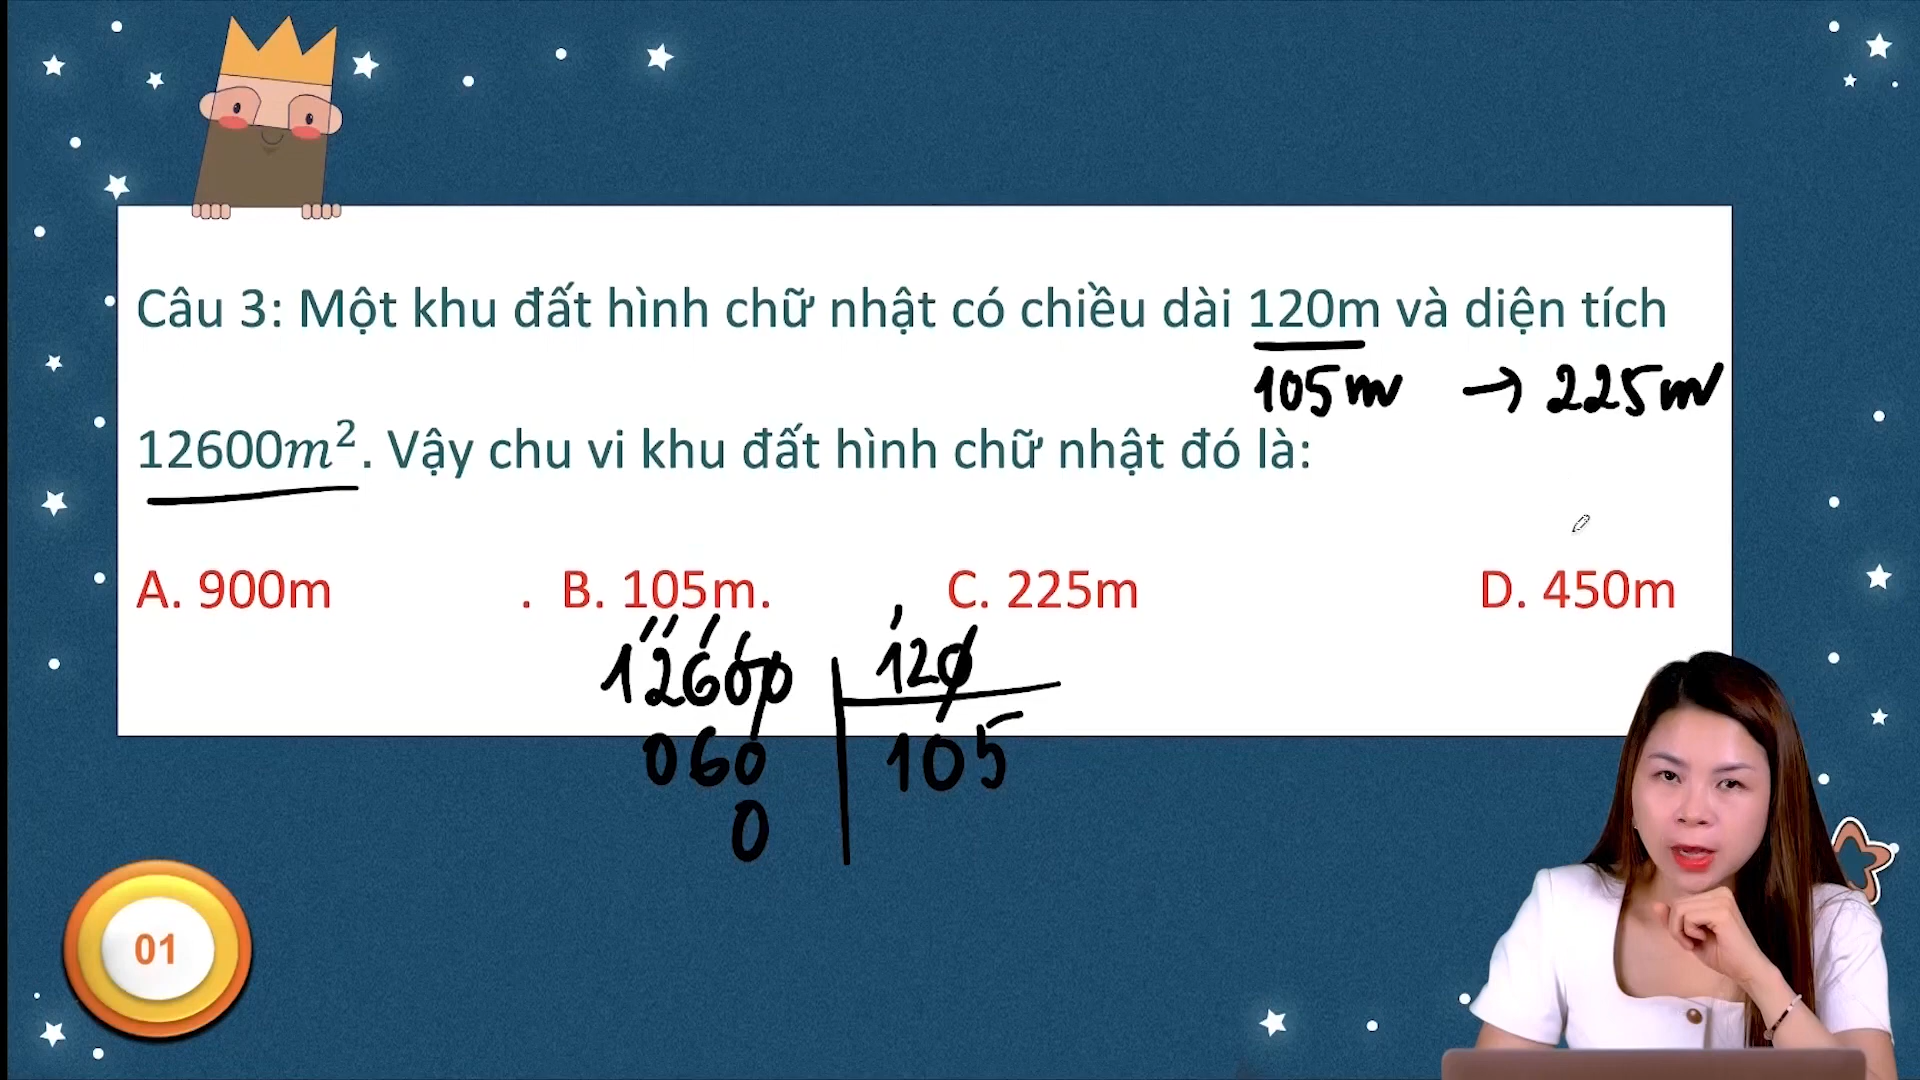 Câu 3: Một khu đất hình chữ nhật có chiều dài 120m và diện tích
105m → 225m
12600m². Vậy chu vi khu đất hình chữ nhật đó là:
A. 900m . B. 105m. C. 225m D. 450m
12600 120
060 105
0
01